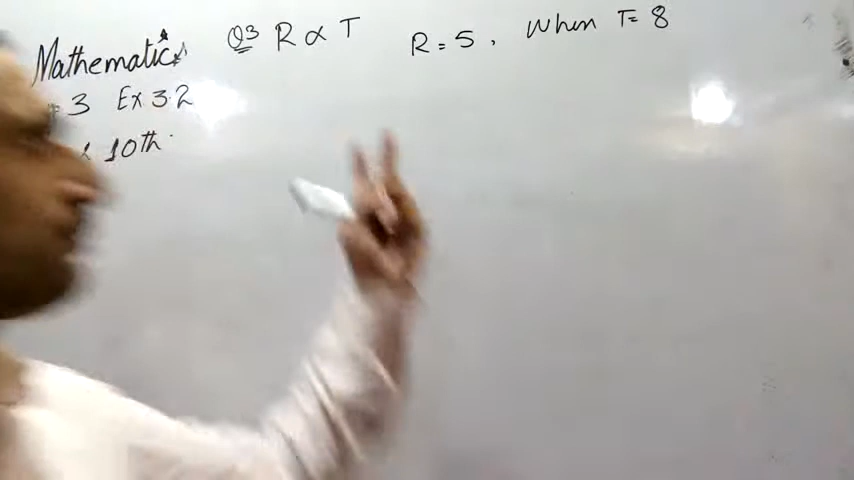 Mathematics
3 Ex 3.2
10th
Q3 R ∝ T R = 5 , When T = 8